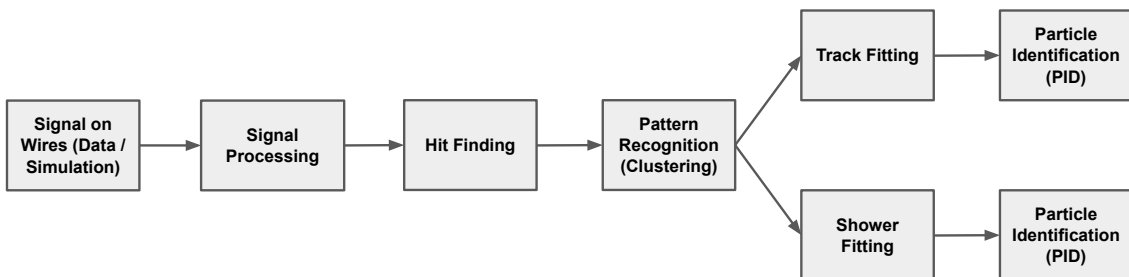 Signal on
Wires (Data /
Simulation)
Signal
Processing
Hit Finding
Pattern
Recognition
(Clustering)
Track Fitting
Particle
Identification
(PID)
Shower
Fitting
Particle
Identification
(PID)